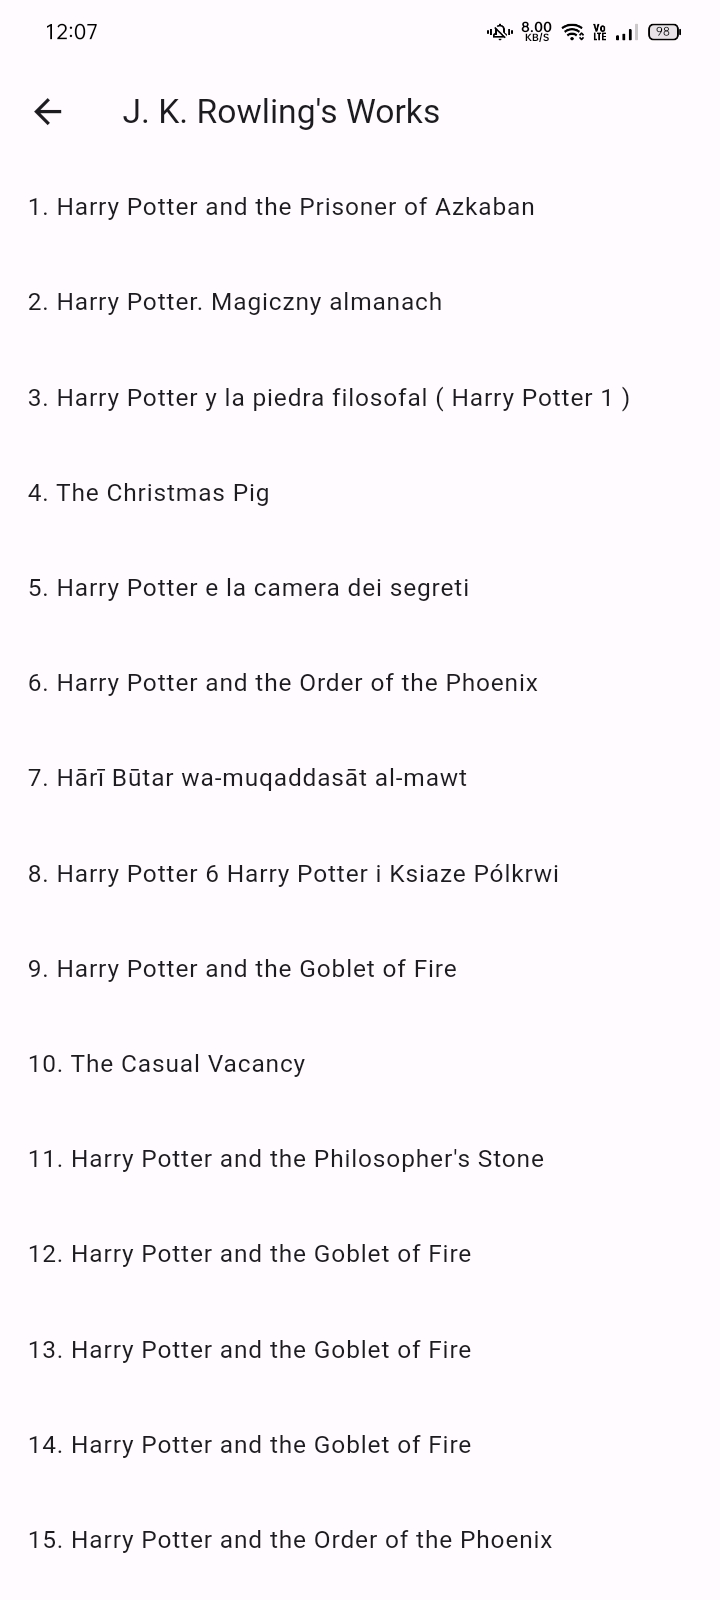 12:07
8.00 KB/S
Vo LTE
98
J. K. Rowling's Works
1. Harry Potter and the Prisoner of Azkaban
2. Harry Potter. Magiczny almanach
3. Harry Potter y la piedra filosofal ( Harry Potter 1 )
4. The Christmas Pig
5. Harry Potter e la camera dei segreti
6. Harry Potter and the Order of the Phoenix
7. Hārī Būtar wa-muqaddasāt al-mawt
8. Harry Potter 6 Harry Potter i Ksiaze Pólkrwi
9. Harry Potter and the Goblet of Fire
10. The Casual Vacancy
11. Harry Potter and the Philosopher's Stone
12. Harry Potter and the Goblet of Fire
13. Harry Potter and the Goblet of Fire
14. Harry Potter and the Goblet of Fire
15. Harry Potter and the Order of the Phoenix